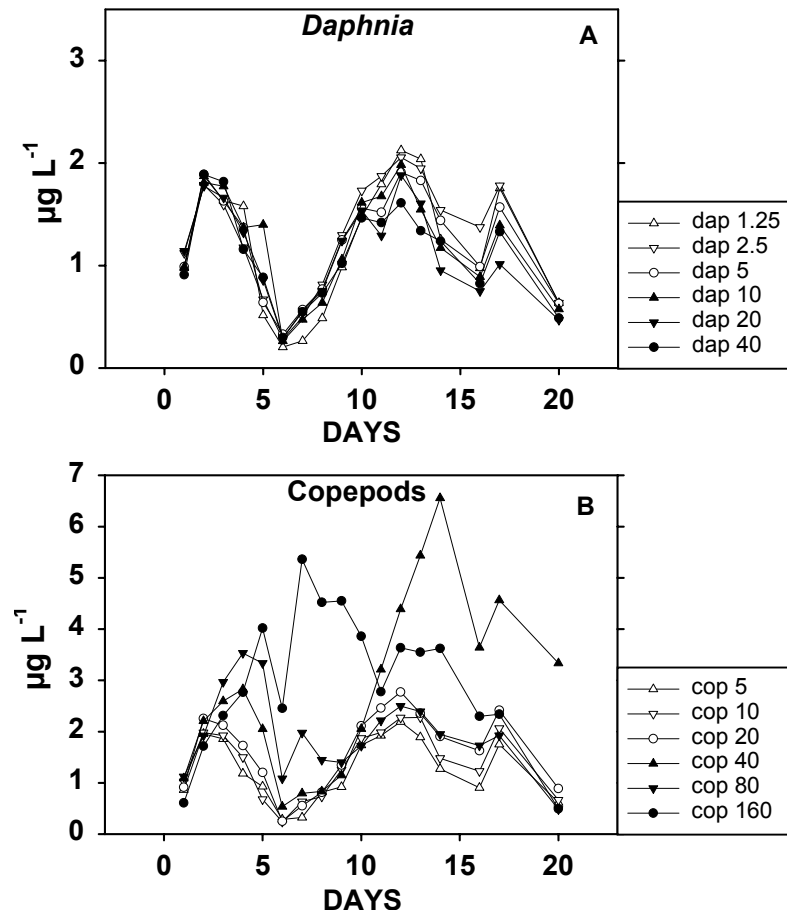 Daphnia
A
3
2
1
0
µg L-1
0 5 10 15 20
DAYS
dap 1.25
dap 2.5
dap 5
dap 10
dap 20
dap 40
Copepods
B
7
6
5
4
3
2
1
0
µg L-1
0 5 10 15 20
DAYS
cop 5
cop 10
cop 20
cop 40
cop 80
cop 160